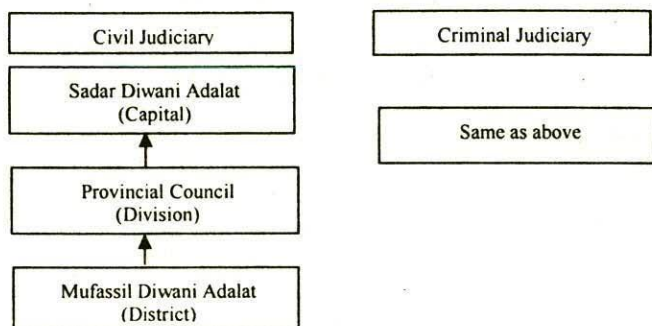 Civil Judiciary
Criminal Judiciary
Sadar Diwani Adalat
(Capital)
Same as above
Provincial Council
(Division)
Mufassil Diwani Adalat
(District)